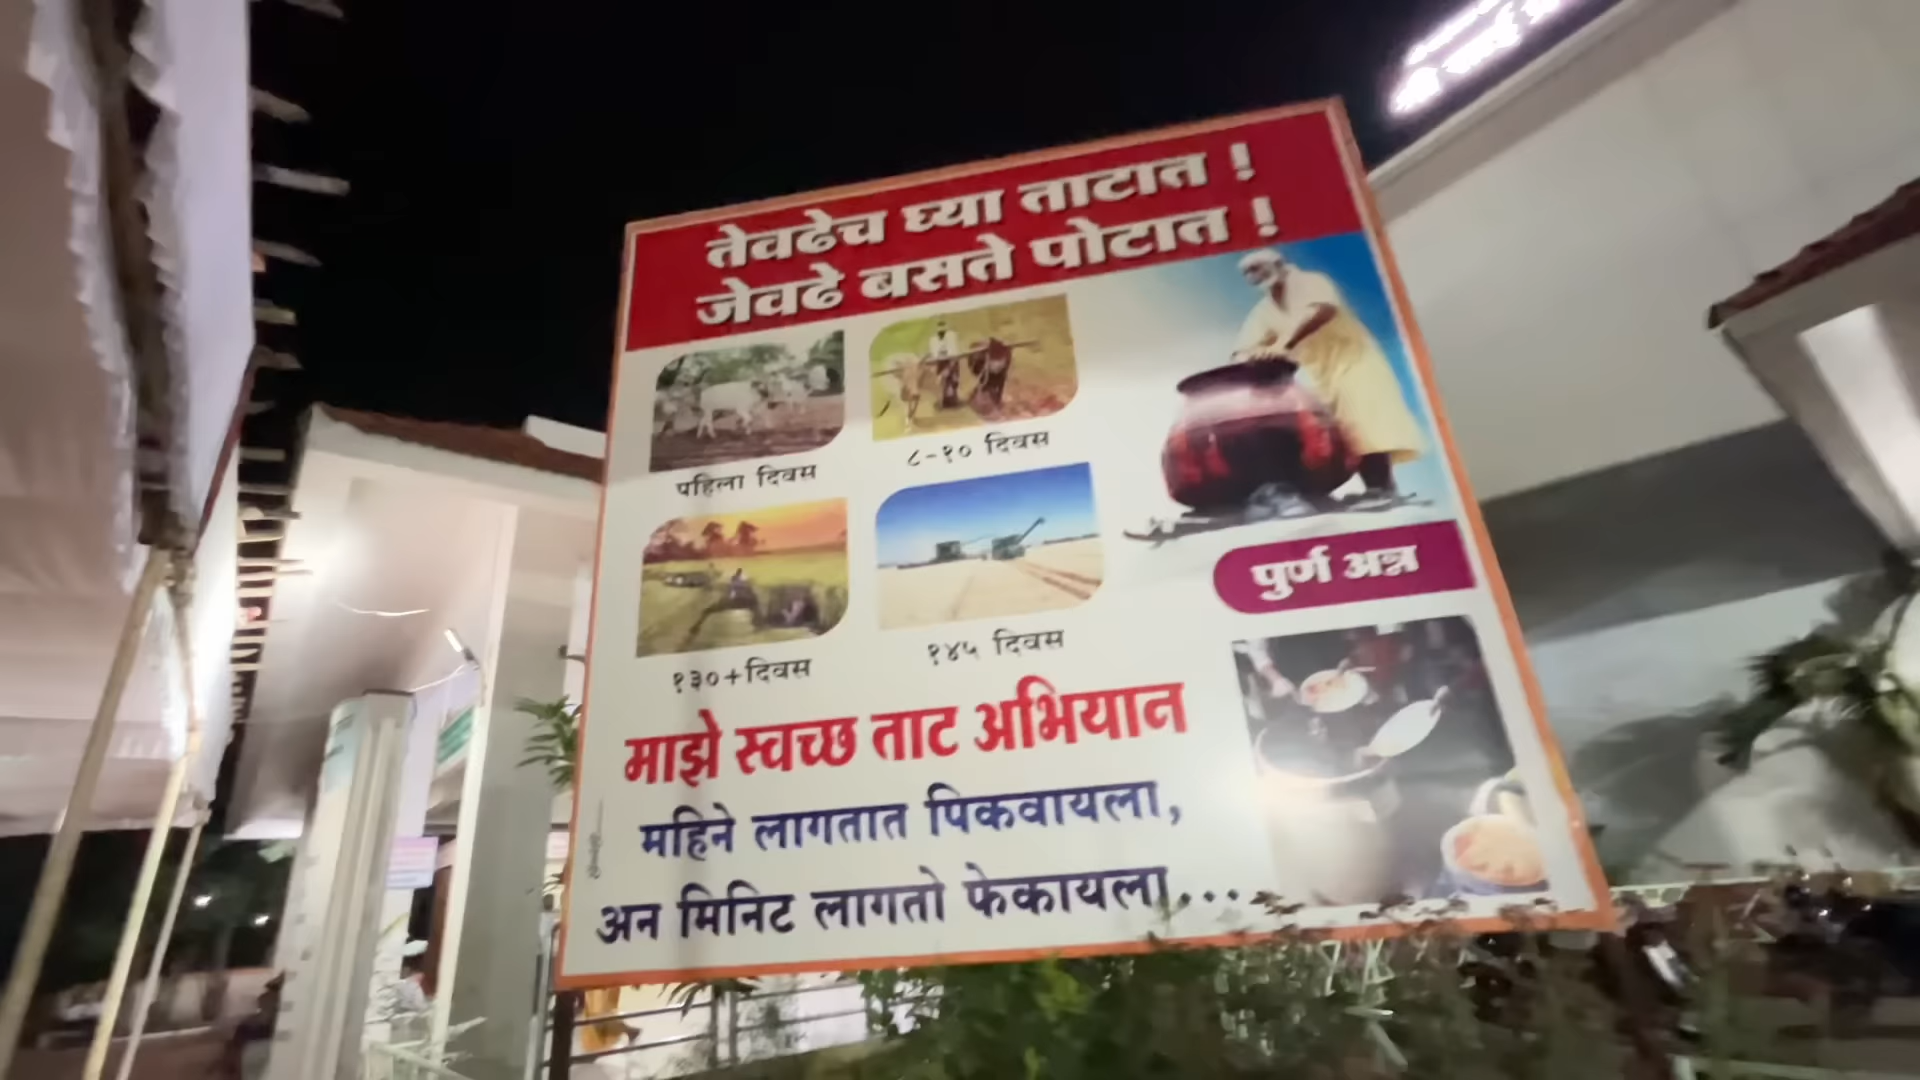 तेवढेच घ्या ताटात !
जेवढे बसते पोटात !
पहिला दिवस
८-१० दिवस
१३०+दिवस
१४५ दिवस
पुर्ण अन्न
माझे स्वच्छ ताट अभियान
महिने लागतात पिकवायला,
अन मिनिट लागतो फेकायला...